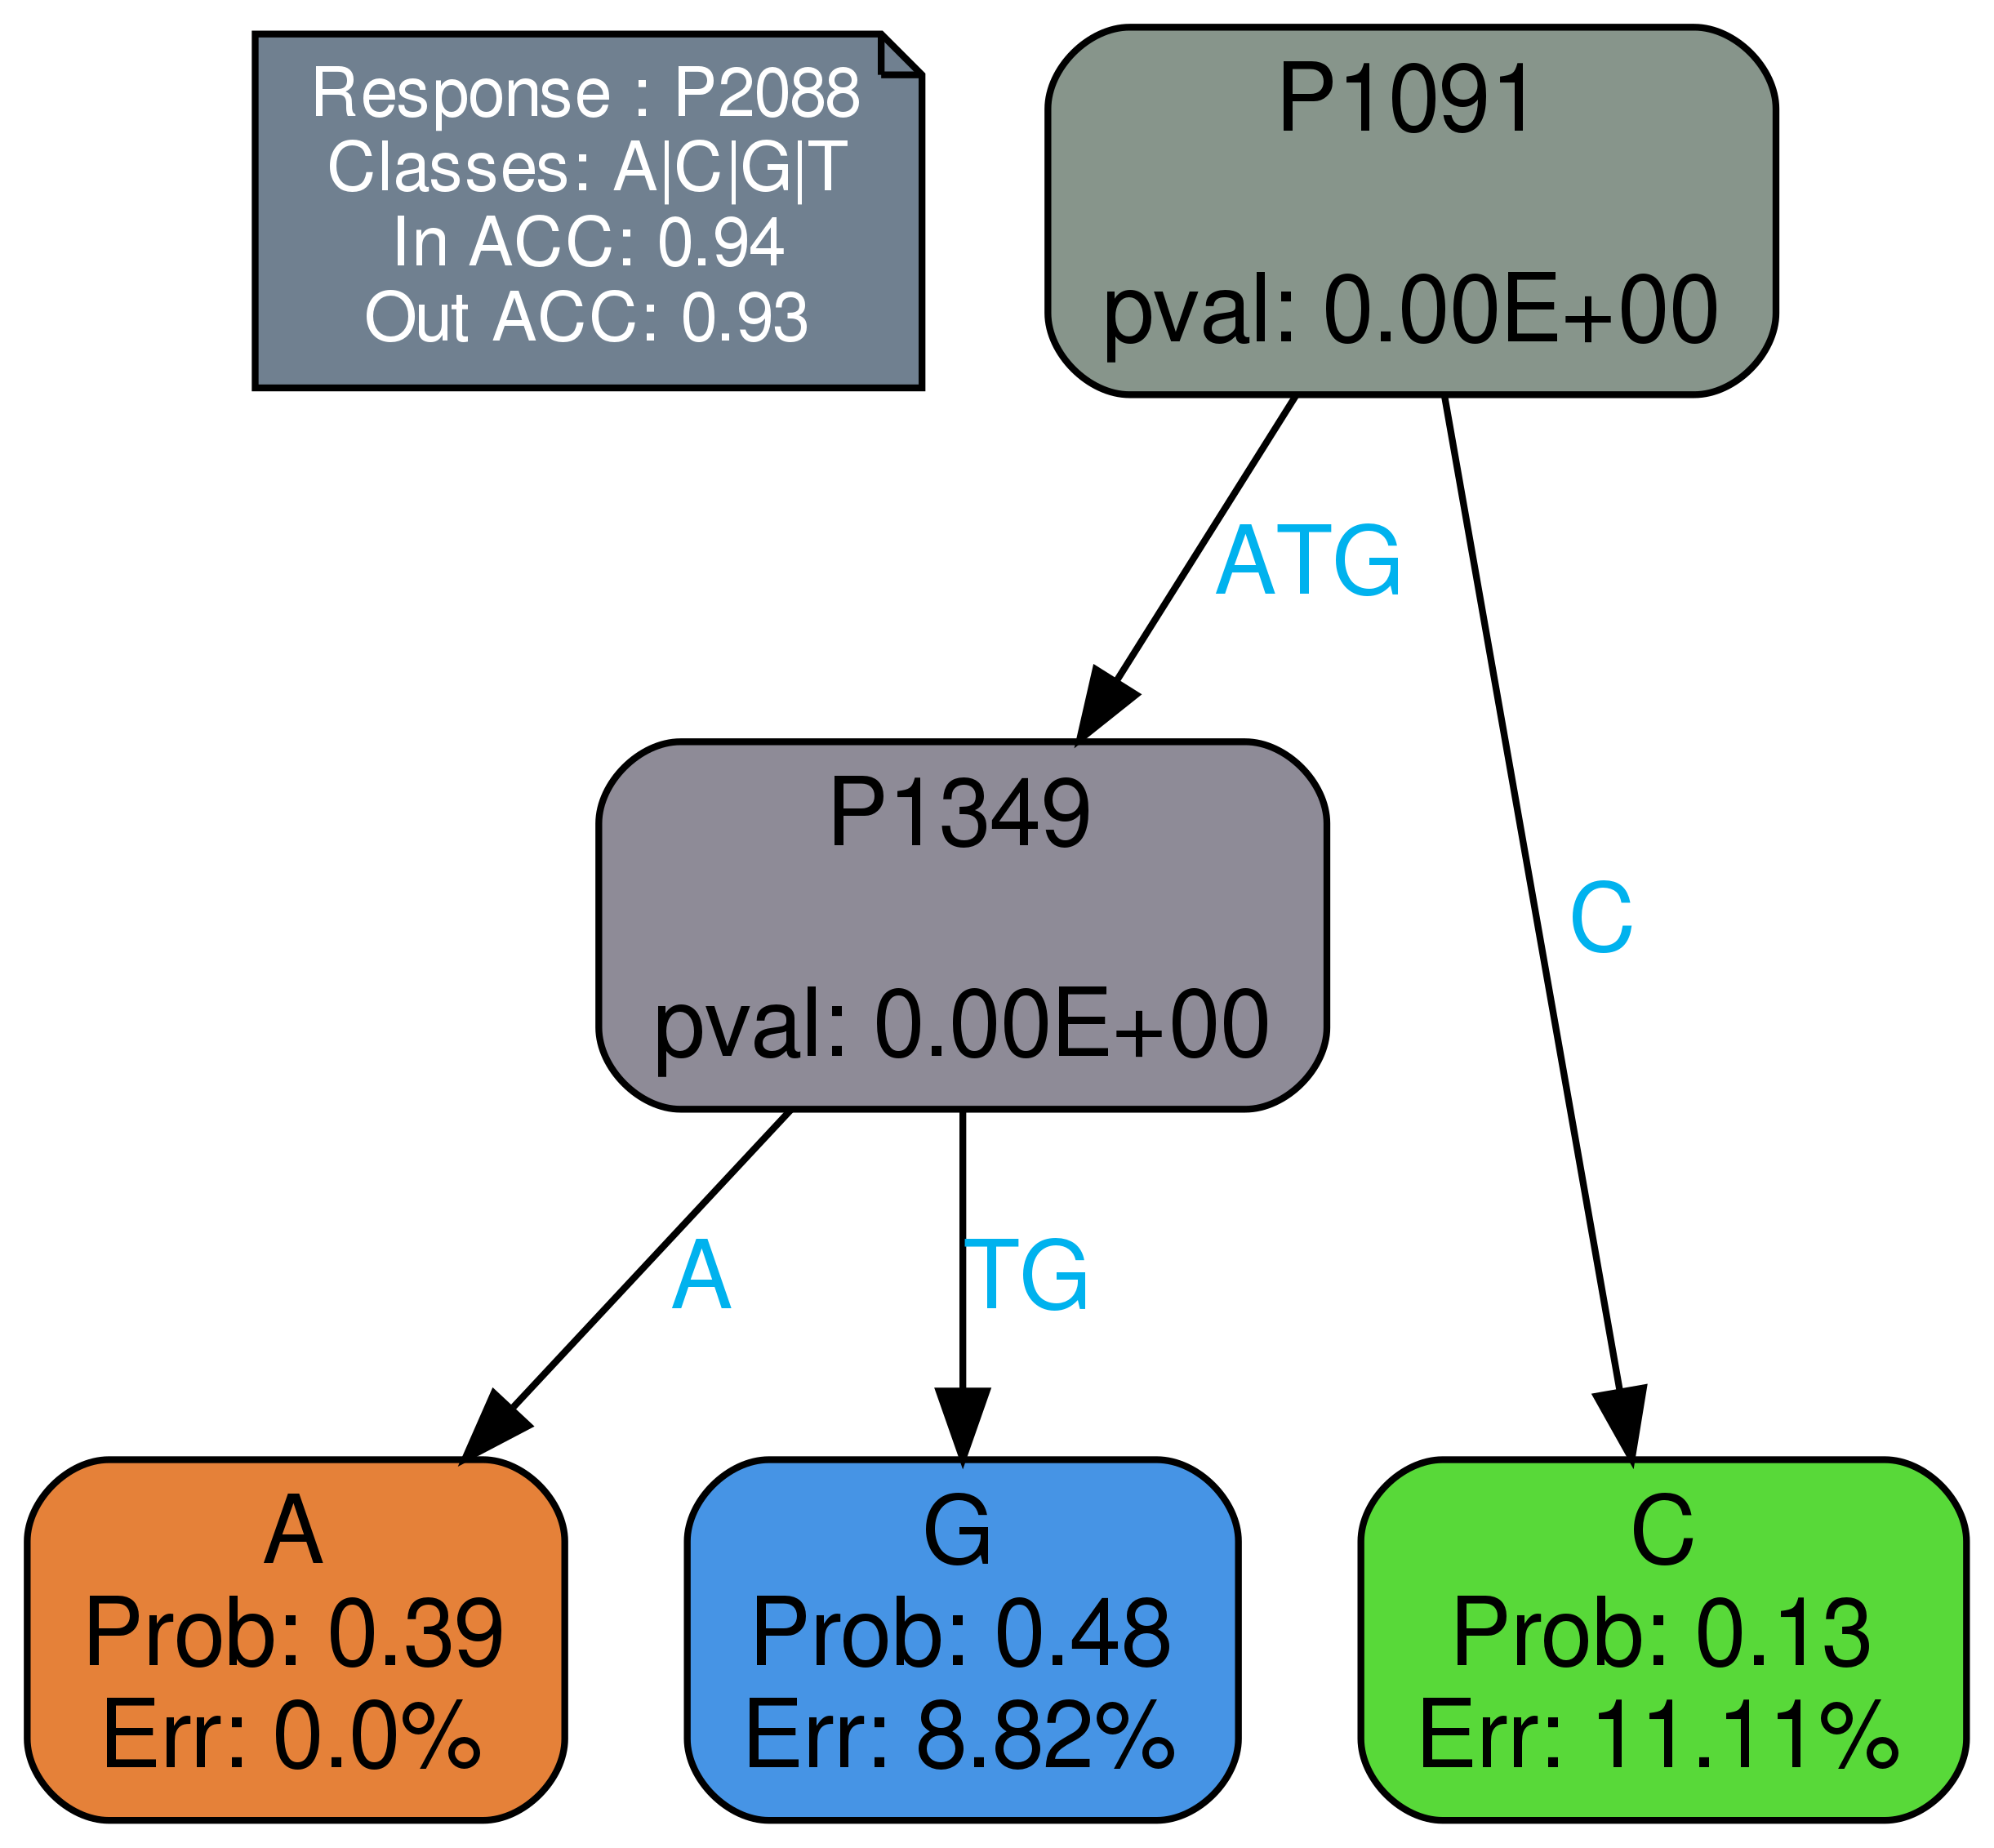 Response : P2088
Classes: A|C|G|T
In ACC: 0.94
Out ACC: 0.93
P1091
pval: 0.00E+00
ATG
C
P1349
pval: 0.00E+00
A
TG
A
Prob: 0.39
Err: 0.0%
G
Prob: 0.48
Err: 8.82%
C
Prob: 0.13
Err: 11.11%